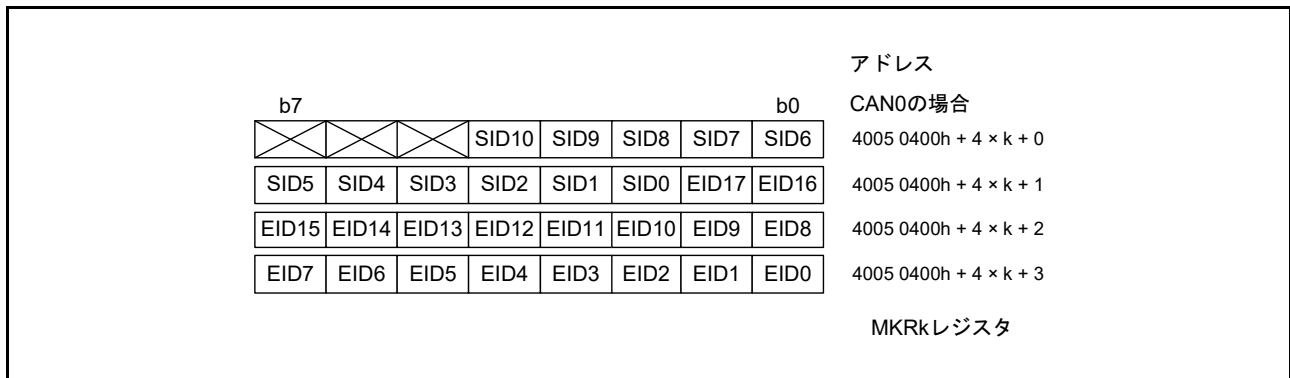 アドレス
b7 b0 CAN0の場合
SID10 SID9 SID8 SID7 SID6 4005 0400h + 4 × k + 0
SID5 SID4 SID3 SID2 SID1 SID0 EID17 EID16 4005 0400h + 4 × k + 1
EID15 EID14 EID13 EID12 EID11 EID10 EID9 EID8 4005 0400h + 4 × k + 2
EID7 EID6 EID5 EID4 EID3 EID2 EID1 EID0 4005 0400h + 4 × k + 3
MKRkレジスタ